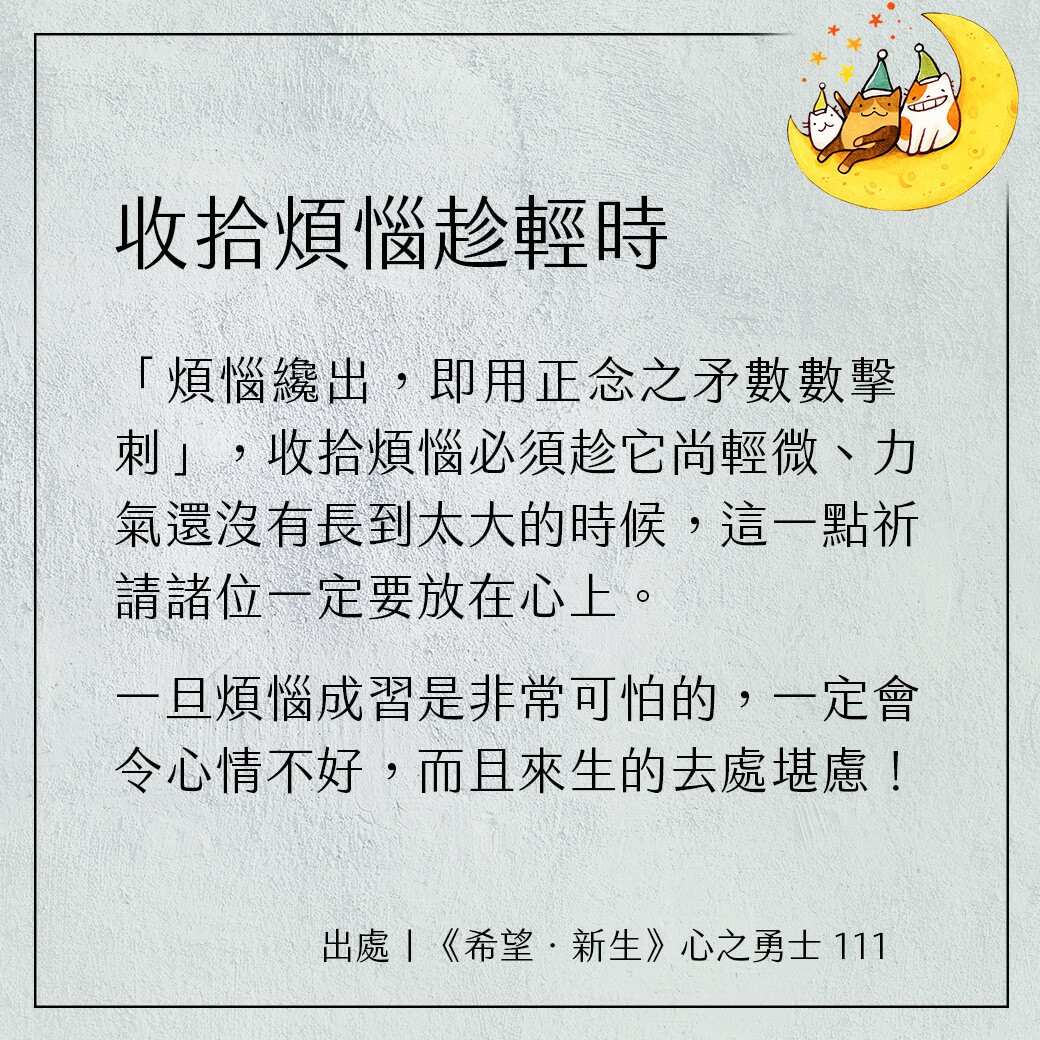 收拾煩惱趁輕時
「煩惱纔出，即用正念之矛數數擊
刺」，收拾煩惱必須趁它尚輕微、力
氣還沒有長到太大的時候，這一點祈
請諸位一定要放在心上。
一旦煩惱成習是非常可怕的，一定會
令心情不好，而且來生的去處堪慮！
出處｜《希望．新生》心之勇士 111